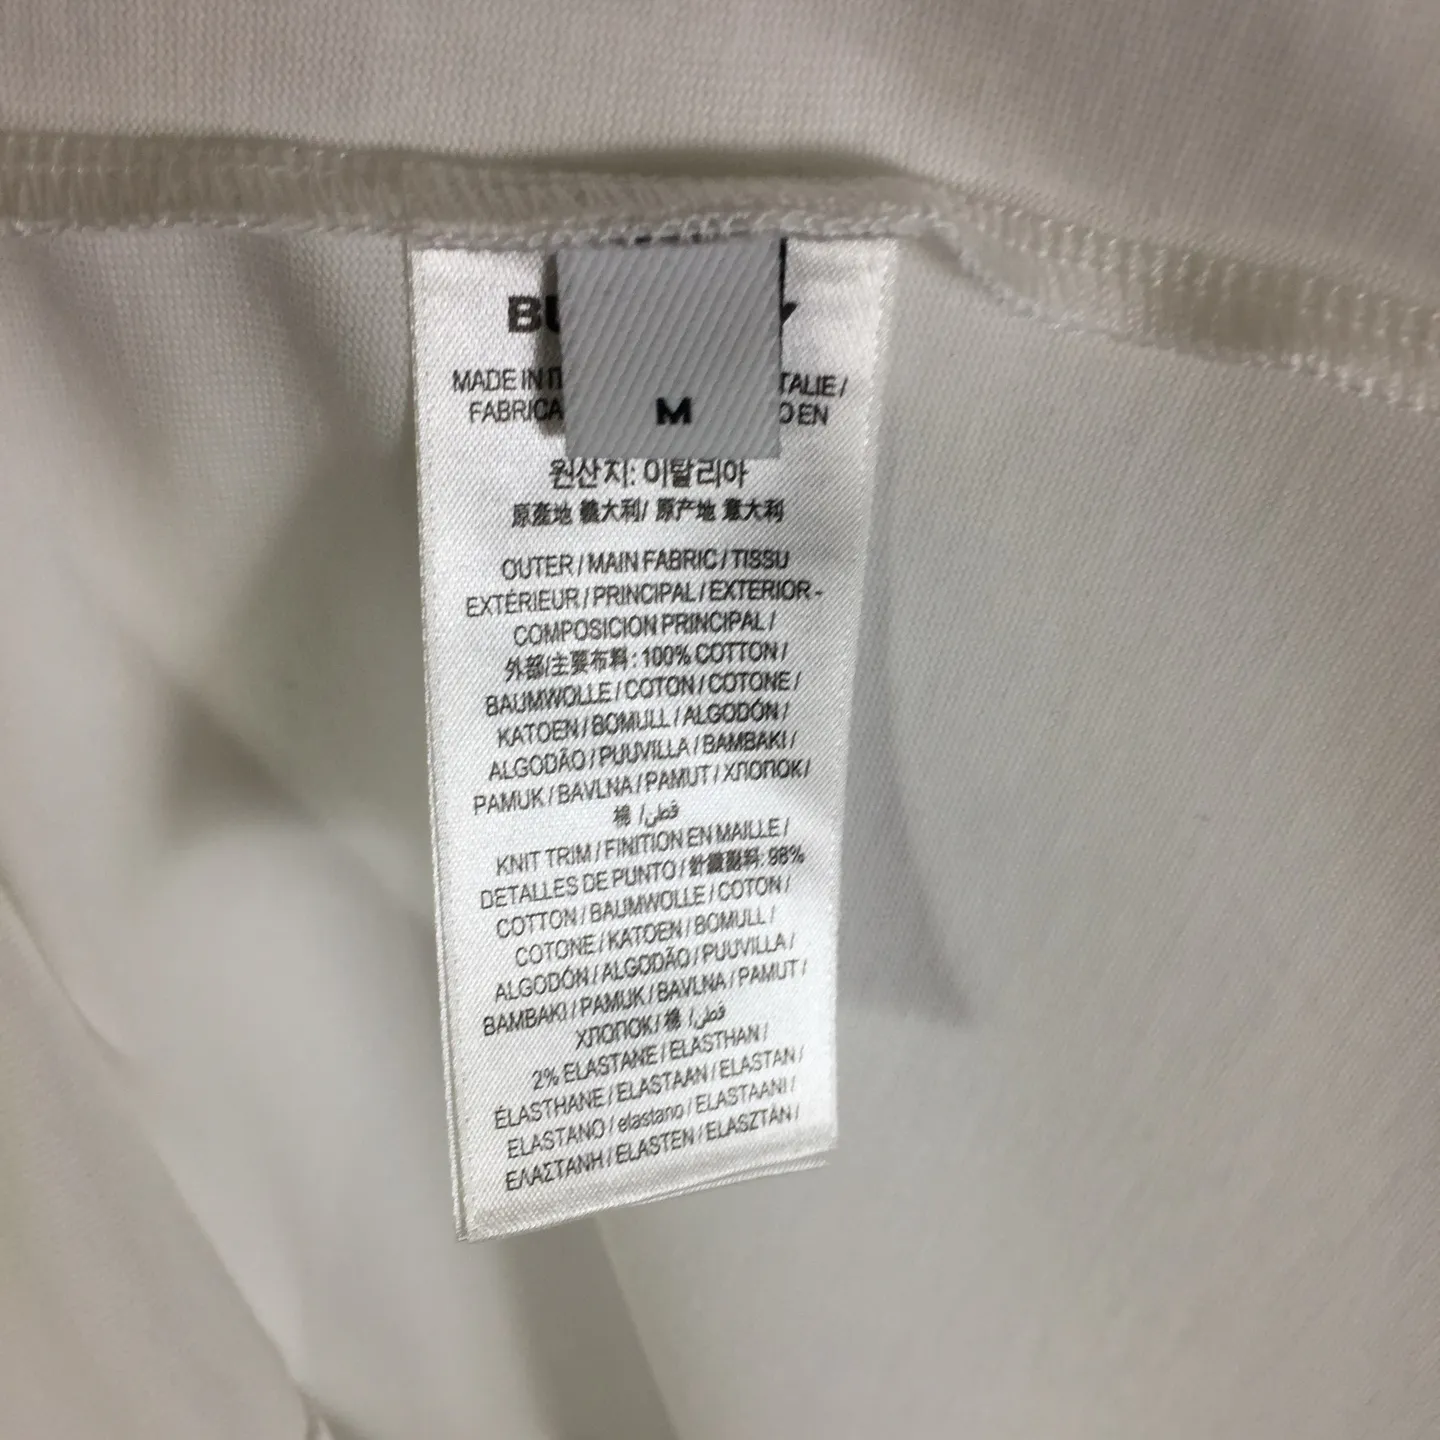 BU Y
MADE IN IT TALIE /
FABRICA O EN
M
원산지: 이탈리아
原產地 義大利/ 原产地 意大利
OUTER / MAIN FABRIC / TISSU
EXTÉRIEUR / PRINCIPAL / EXTERIOR -
COMPOSICION PRINCIPAL /
外部/主要布料 : 100% COTTON /
BAUMWOLLE / COTON / COTONE /
KATOEN / BOMULL / ALGODÓN /
ALGODÃO / PUUVILLA / BAMBAKI /
PAMUK / BAVLNA / PAMUT / ХЛОПОК /
棉 / قطن
KNIT TRIM / FINITION EN MAILLE /
DETALLES DE PUNTO / 針織副料: 98%
COTTON / BAUMWOLLE / COTON /
COTONE / KATOEN / BOMULL /
ALGODÓN / ALGODÃO / PUUVILLA /
BAMBAKI / PAMUK / BAVLNA / PAMUT /
ХЛОПОК / 棉 / قطن
2% ELASTANE / ELASTHAN /
ÉLASTHANE / ELASTAAN / ELASTAN /
ELASTANO / elastano / ELASTAANI /
ΕΛΑΣΤΑΝΗ / ELASTEN / ELASZTÁN /